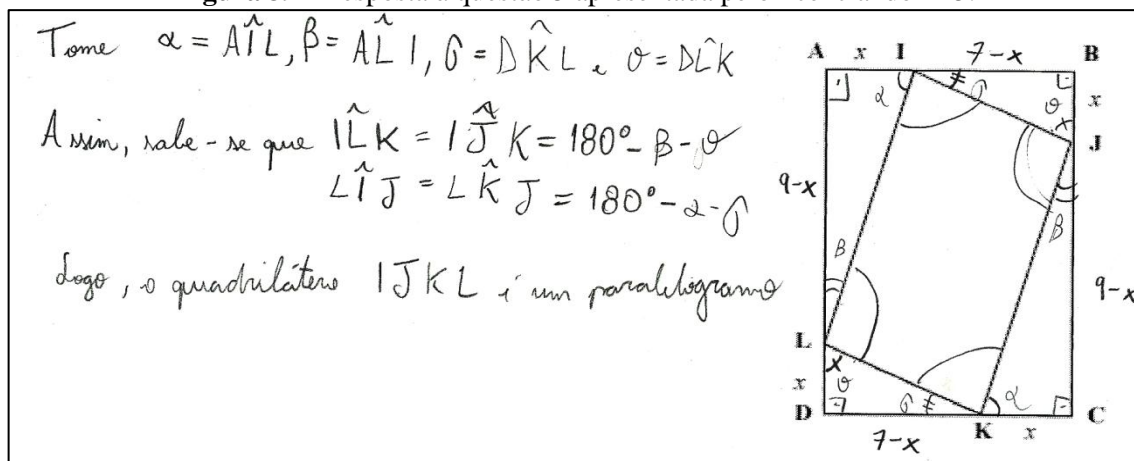 Tome α = AÎL, β = AL̂I, σ = DK̂L e θ = DL̂K
Assim, sabe-se que IL̂K = IĴK = 180° - β - θ
LÎJ = LK̂J = 180° - α - σ
Logo, o quadrilátero IJKL é um paralelogramo
A x I 7-x B
α σ θ x
x J
9-x
β β
9-x
L
x
x θ σ α
D K x C
7-x